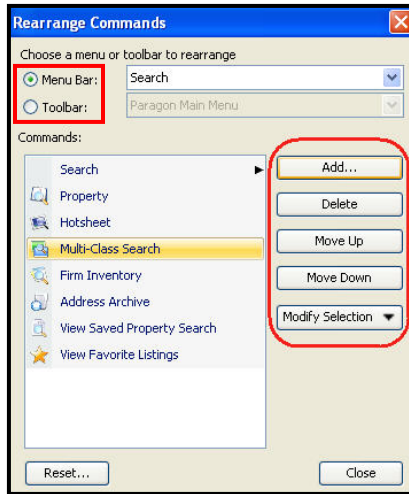 Rearrange Commands
Choose a menu or toolbar to rearrange
Menu Bar: Search
Toolbar: Paragon Main Menu
Commands:
Search
Property
Hotsheet
Multi-Class Search
Firm Inventory
Address Archive
View Saved Property Search
View Favorite Listings
Add...
Delete
Move Up
Move Down
Modify Selection
Reset... Close